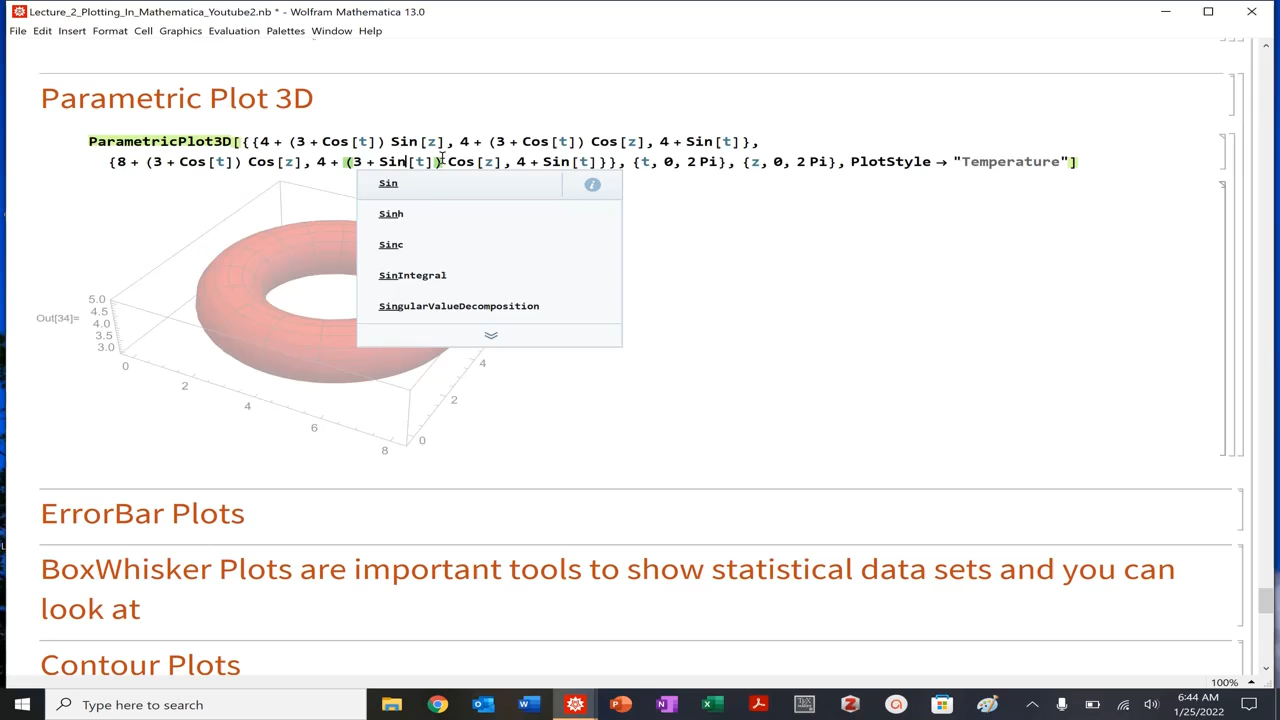 Lecture_2_Plotting_In_Mathematica_Youtube2.nb * - Wolfram Mathematica 13.0
File Edit Insert Format Cell Graphics Evaluation Palettes Window Help
Parametric Plot 3D
ParametricPlot3D[{{4 + (3 + Cos[t]) Sin[z], 4 + (3 + Cos[t]) Cos[z], 4 + Sin[t]},
{8 + (3 + Cos[t]) Cos[z], 4 + (3 + Sin[t]) Cos[z], 4 + Sin[t]}}, {t, 0, 2 Pi}, {z, 0, 2 Pi}, PlotStyle → "Temperature"]
Sin
Sinh
Sinc
SinIntegral
SingularValueDecomposition
Out[34]=
5.0
4.5
4.0
3.5
3.0
0
2
4
6
8
0
2
4
ErrorBar Plots
BoxWhisker Plots are important tools to show statistical data sets and you can
look at
Contour Plots
100%
Type here to search
6:44 AM
1/25/2022